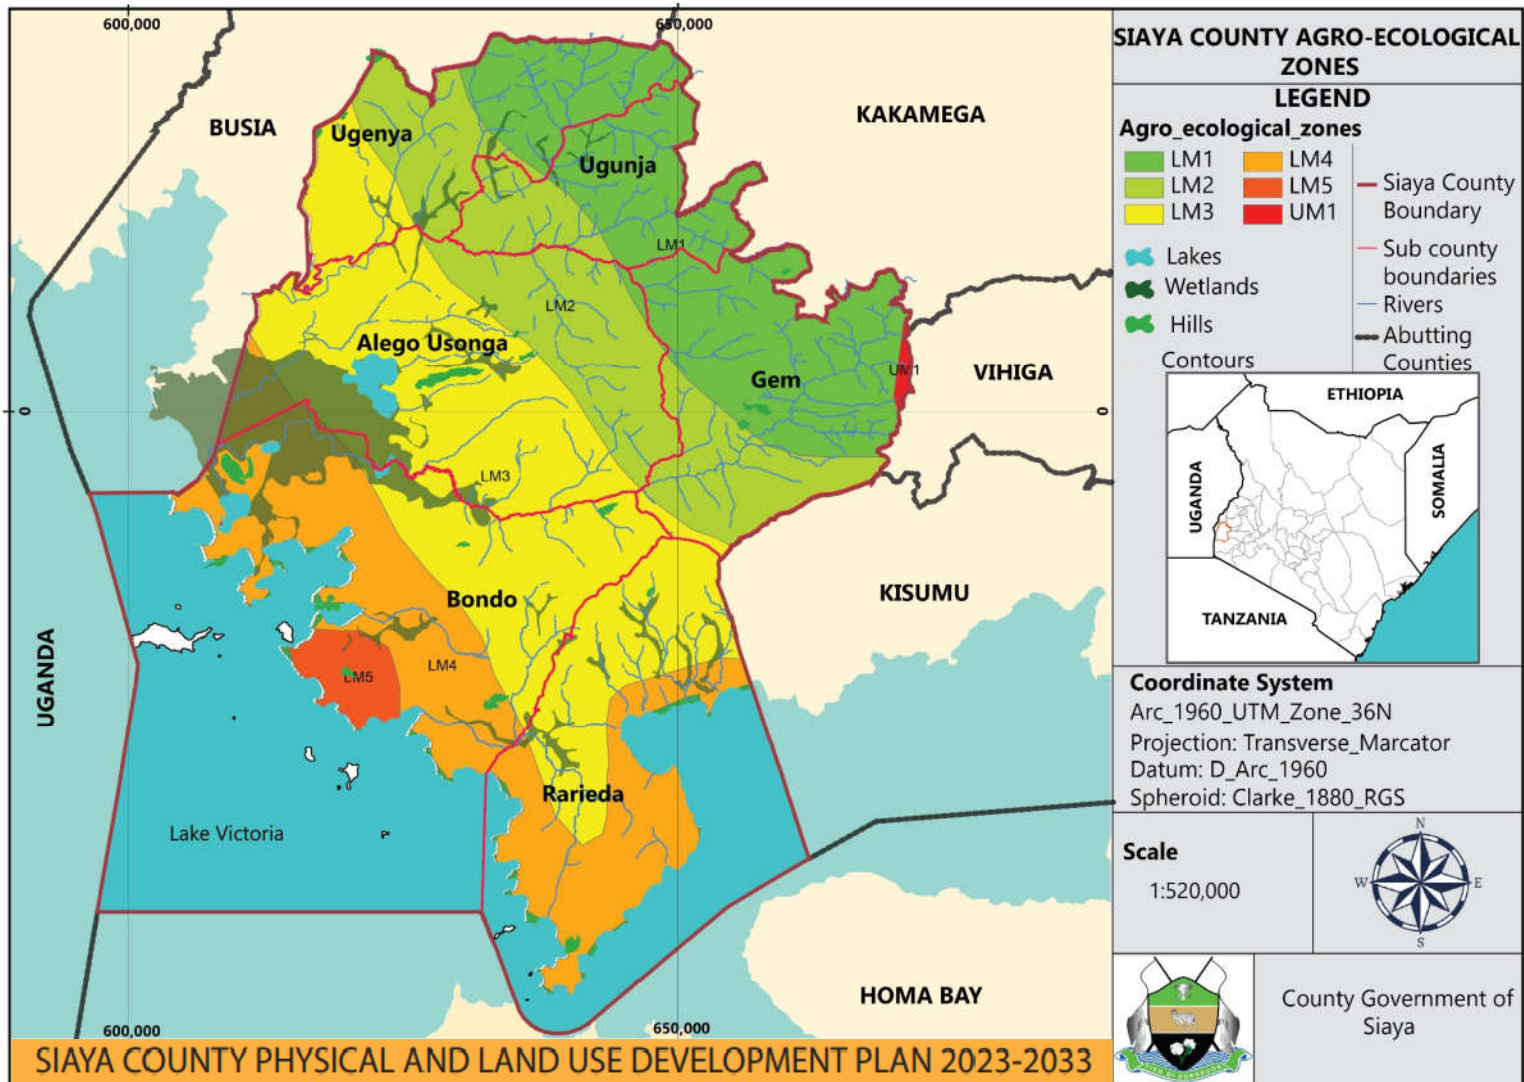 600,000
650,000
BUSIA
KAKAMEGA
Ugenya
Ugunja
LM1
LM2
Alego Usonga
Gem
UM1
VIHIGA
0
0
LM3
Bondo
KISUMU
UGANDA
LM4
LM5
Rarieda
Lake Victoria
HOMA BAY
600,000
650,000
SIAYA COUNTY PHYSICAL AND LAND USE DEVELOPMENT PLAN 2023-2033
SIAYA COUNTY AGRO-ECOLOGICAL
ZONES
LEGEND
Agro_ecological_zones
LM1
LM2
LM3
LM4
LM5
UM1
Lakes
Wetlands
Hills
Contours
Siaya County
Boundary
Sub county
boundaries
Rivers
Abutting
Counties
ETHIOPIA
UGANDA
SOMALIA
TANZANIA
Coordinate System
Arc_1960_UTM_Zone_36N
Projection: Transverse_Marcator
Datum: D_Arc_1960
Spheroid: Clarke_1880_RGS
Scale
1:520,000
N
W
E
S
County Government of
Siaya